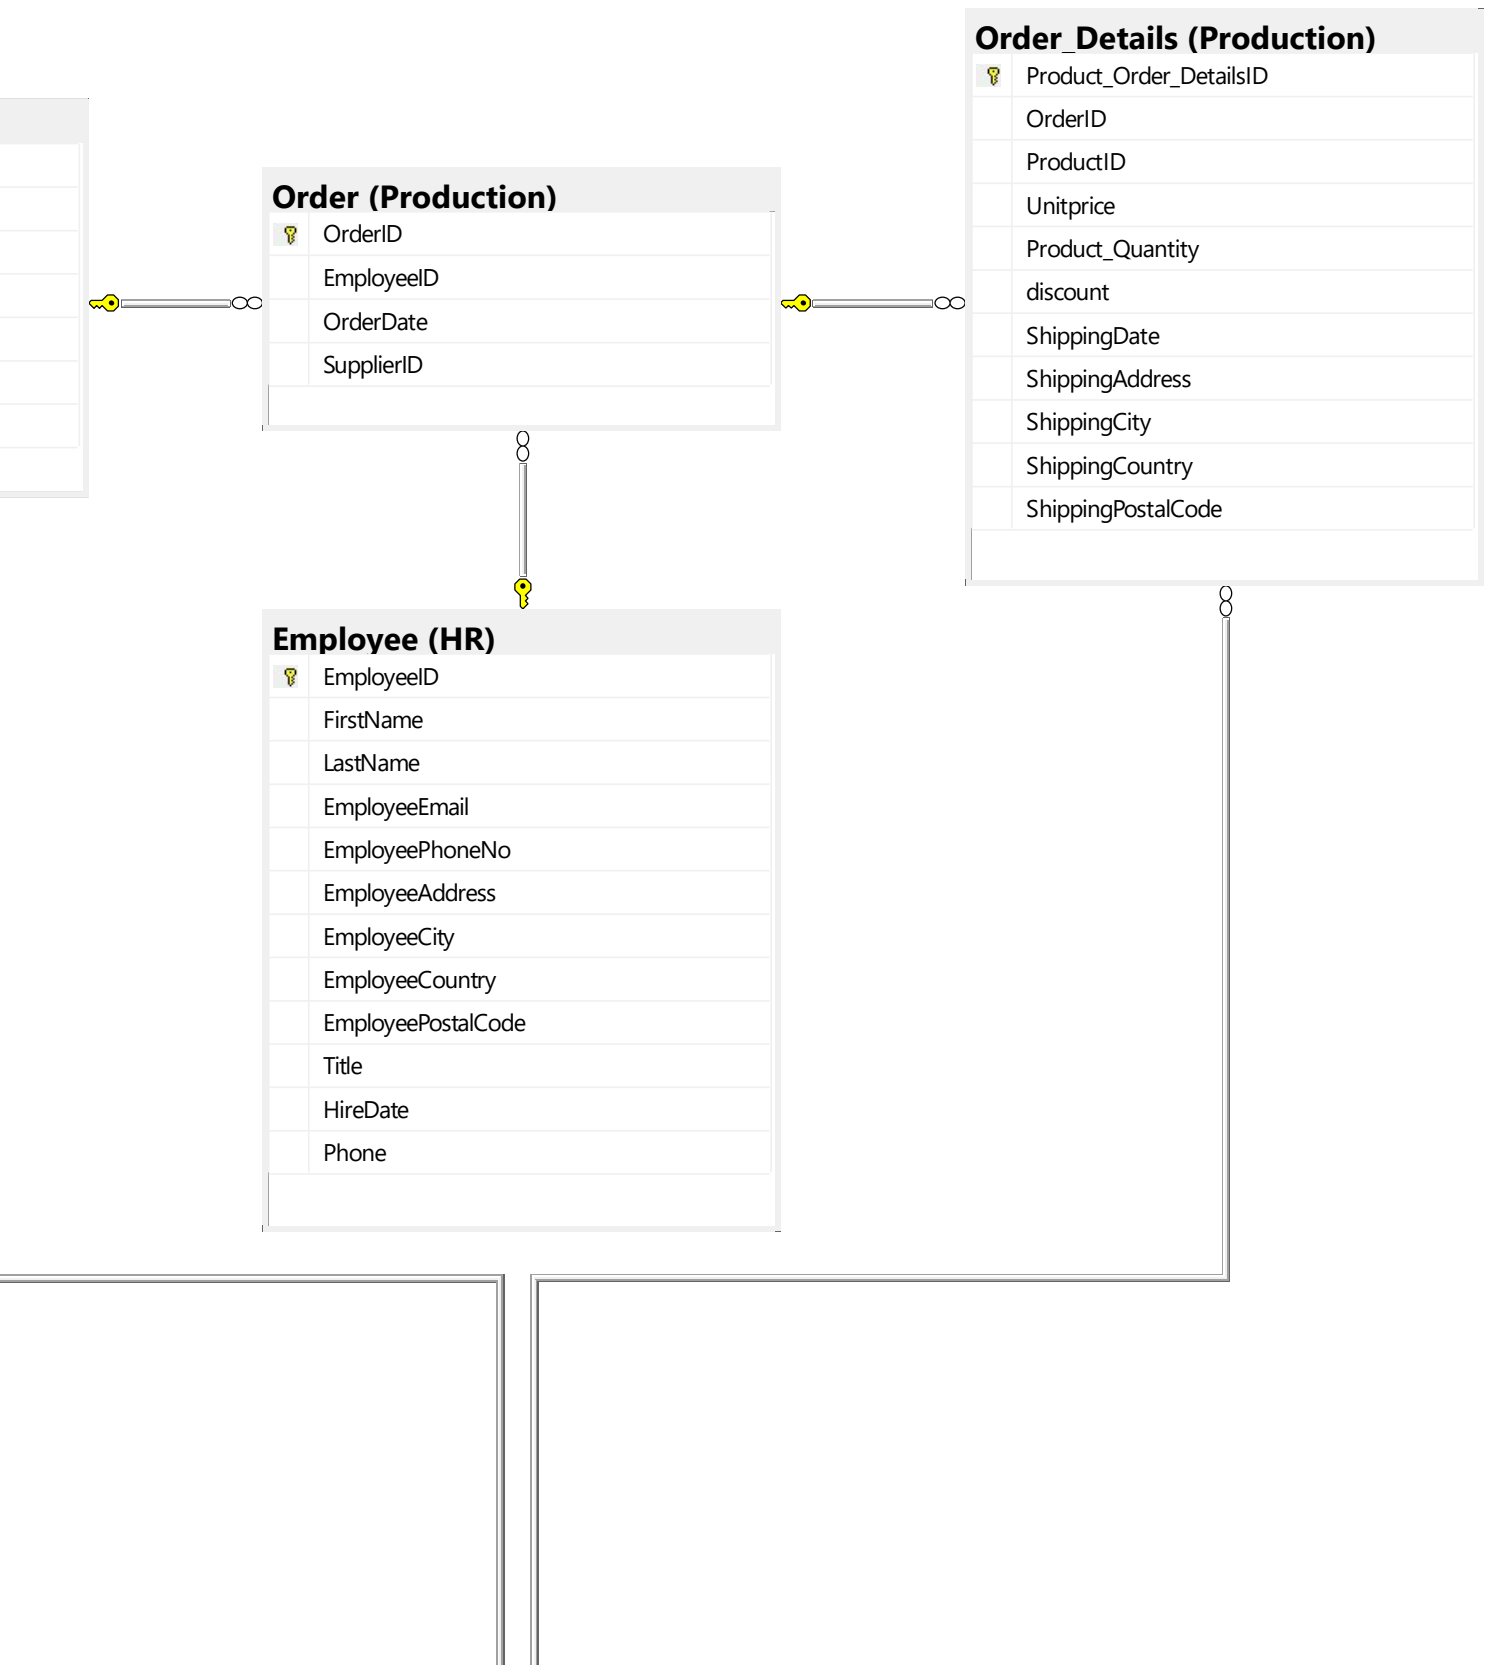 Order_Details (Production)
Product_Order_DetailsID
OrderID
ProductID
Unitprice
Product_Quantity
discount
ShippingDate
ShippingAddress
ShippingCity
ShippingCountry
ShippingPostalCode
Order (Production)
OrderID
EmployeeID
OrderDate
SupplierID
Employee (HR)
EmployeeID
FirstName
LastName
EmployeeEmail
EmployeePhoneNo
EmployeeAddress
EmployeeCity
EmployeeCountry
EmployeePostalCode
Title
HireDate
Phone